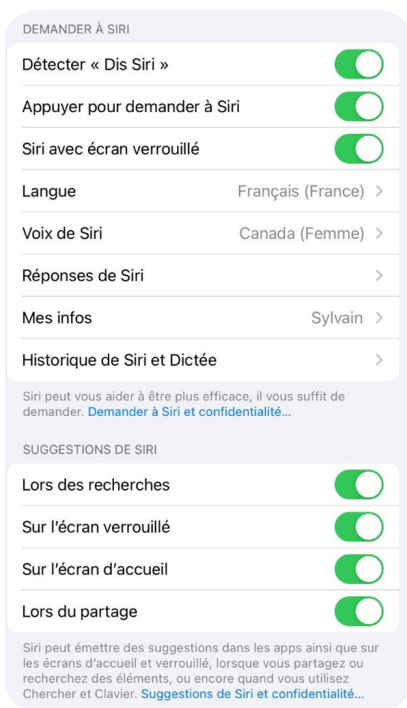 DEMANDER À SIRI
Détecter « Dis Siri »
Appuyer pour demander à Siri
Siri avec écran verrouillé
Langue Français (France)
Voix de Siri Canada (Femme)
Réponses de Siri
Mes infos Sylvain
Historique de Siri et Dictée
Siri peut vous aider à être plus efficace, il vous suffit de
demander. Demander à Siri et confidentialité...
SUGGESTIONS DE SIRI
Lors des recherches
Sur l'écran verrouillé
Sur l'écran d'accueil
Lors du partage
Siri peut émettre des suggestions dans les apps ainsi que sur
les écrans d'accueil et verrouillé, lorsque vous partagez ou
recherchez des éléments, ou encore quand vous utilisez
Chercher et Clavier. Suggestions de Siri et confidentialité...